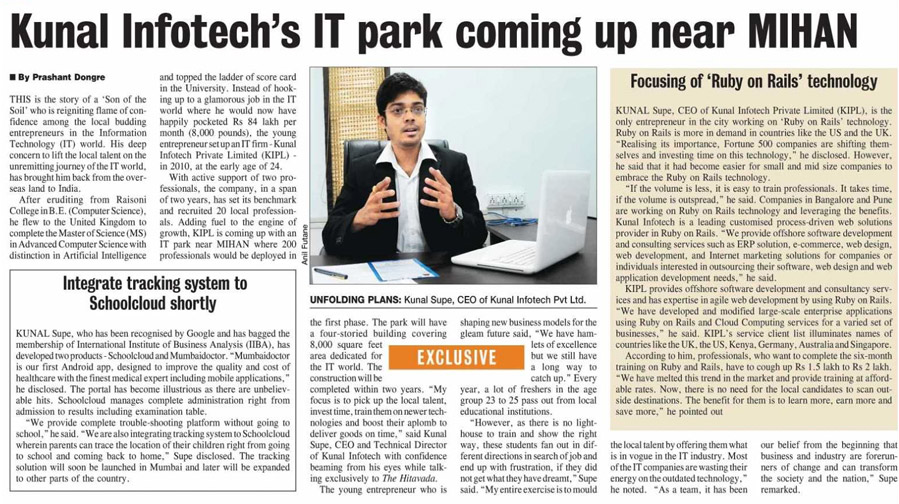 Kunal Infotech's IT park coming up near MIHAN
■ By Prashant Dongre
THIS is the story of a 'Son of the
Soil' who is reigniting flame of con-
fidence among the local budding
entrepreneurs in the Information
Technology (IT) world. His deep
concern to lift the local talent on the
unremitting journey of the IT world,
has brought him back from the over-
seas land to India.
After eruditing from Raisoni
College in B.E. (Computer Science),
he flew to the United Kingdom to
complete the Master of Science (MS)
in Advanced Computer Science with
distinction in Artificial Intelligence
and topped the ladder of score card
in the University. Instead of hook-
ing up to a glamorous job in the IT
world where he would now have
happily pocketed Rs 84 lakh per
month (8,000 pounds), the young
entrepreneur set up an IT firm - Kunal
Infotech Private Limited (KIPL) -
in 2010, at the early age of 24.
With active support of two pro-
fessionals, the company, in a span
of two years, has set its benchmark
and recruited 20 local profession-
als. Adding fuel to the engine of
growth, KIPL is coming up with an
IT park near MIHAN where 200
professionals would be deployed in
Anil Futane
UNFOLDING PLANS: Kunal Supe, CEO of Kunal Infotech Pvt Ltd.
the first phase. The park will have
a four-storied building covering
8,000 square feet
area dedicated for
the IT world. The
construction will be
completed within two years. "My
focus is to pick up the local talent,
invest time, train them on newer tech-
nologies and boost their aplomb to
deliver goods on time," said Kunal
Supe, CEO and Technical Director
of Kunal Infotech with confidence
beaming from his eyes while talk-
ing exclusively to The Hitavada.
The young entrepreneur who is
EXCLUSIVE
shaping new business models for the
gleam future said, "We have ham-
lets of excellence
but we still have
a long way to
catch up." Every
year, a lot of freshers in the age
group 23 to 25 pass out from local
educational institutions.
"However, as there is no light-
house to train and show the right
way, these students fan out in dif-
ferent directions in search of job and
end up with frustration, if they did
not get what they have dreamt," Supe
said. "My entire exercise is to mould
the local talent by offering them what
is in vogue in the IT industry. Most
of the IT companies are wasting their
energy on the outdated technology,"
he noted. "As a team, it has been
our belief from the beginning that
business and industry are forerun-
ners of change and can transform
the society and the nation," Supe
remarked.
Integrate tracking system to
Schoolcloud shortly
KUNAL Supe, who has been recognised by Google and has bagged the
membership of International Institute of Business Analysis (IIBA), has
developed two products - Schoolcloud and Mumbaidoctor. "Mumbaidoctor
is our first Android app, designed to improve the quality and cost of
healthcare with the finest medical expert including mobile applications,"
he disclosed. The portal has become illustrious as there are unbeliev-
able hits. Schoolcloud manages complete administration right from
admission to results including examination table.
"We provide complete trouble-shooting platform without going to
school," he said. "We are also integrating tracking system to Schoolcloud
wherein parents can trace the location of their children right from going
to school and coming back to home," Supe disclosed. The tracking
solution will soon be launched in Mumbai and later will be expanded
to other parts of the country.
Focusing of 'Ruby on Rails' technology
KUNAL Supe, CEO of Kunal Infotech Private Limited (KIPL), is the
only entrepreneur in the city working on 'Ruby on Rails' technology.
Ruby on Rails is more in demand in countries like the US and the UK.
"Realising its importance, Fortune 500 companies are shifting them-
selves and investing time on this technology," he disclosed. However,
he said that it had become easier for small and mid size companies to
embrace the Ruby on Rails technology.
"If the volume is less, it is easy to train professionals. It takes time,
if the volume is outspread," he said. Companies in Bangalore and Pune
are working on Ruby on Rails technology and leveraging the benefits.
Kunal Infotech is a leading customised process-driven web solutions
provider in Ruby on Rails. "We provide offshore software development
and consulting services such as ERP solution, e-commerce, web design,
web development, and Internet marketing solutions for companies or
individuals interested in outsourcing their software, web design and web
application development needs," he said.
KIPL provides offshore software development and consultancy serv-
ices and has expertise in agile web development by using Ruby on Rails.
"We have developed and modified large-scale enterprise applications
using Ruby on Rails and Cloud Computing services for a varied set of
businesses," he said. KIPL's service client list illuminates names of
countries like the UK, the US, Kenya, Germany, Australia and Singapore.
According to him, professionals, who want to complete the six-month
training on Ruby and Rails, have to cough up Rs 1.5 lakh to Rs 2 lakh.
"We have melted this trend in the market and provide training at afford-
able rates. Now, there is no need for the local candidates to scan out-
side destinations. The benefit for them is to learn more, earn more and
save more," he pointed out